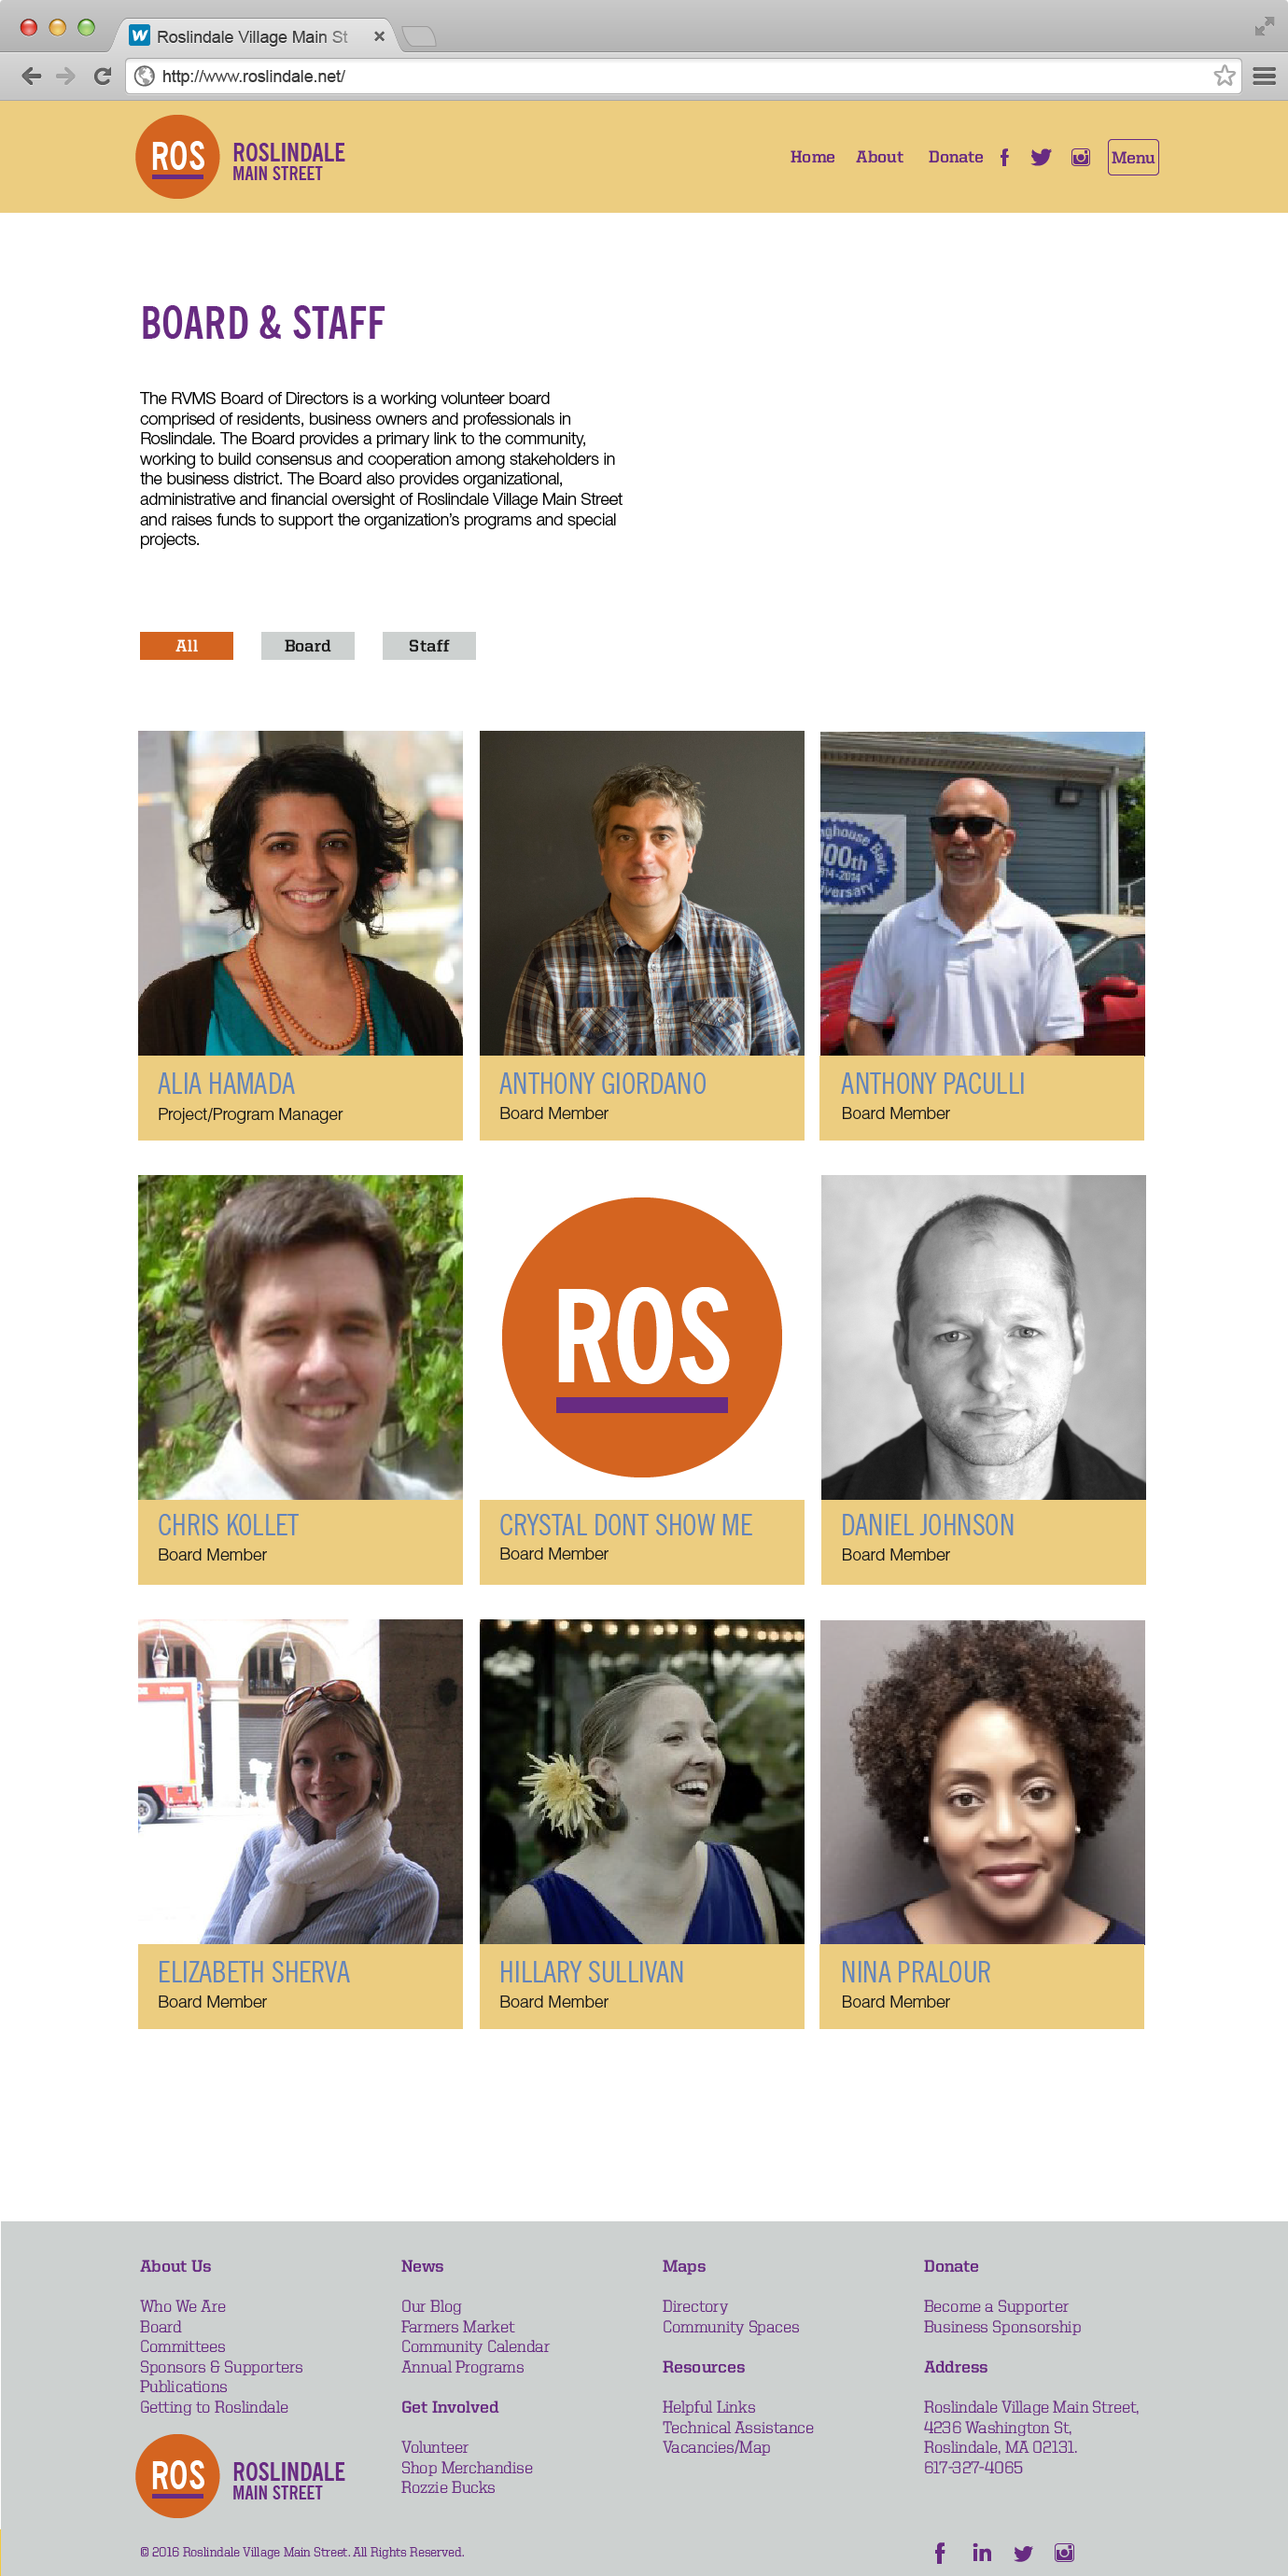 Roslindale Village Main St
http://www.roslindale.net/
ROS
ROSLINDALE
MAIN STREET
Home About Donate Menu
BOARD & STAFF
The RVMS Board of Directors is a working volunteer board
comprised of residents, business owners and professionals in
Roslindale. The Board provides a primary link to the community,
working to build consensus and cooperation among stakeholders in
the business district. The Board also provides organizational,
administrative and financial oversight of Roslindale Village Main Street
and raises funds to support the organization’s programs and special
projects.
All Board Staff
nghouse Bank
100th
14-2014
iversary
ALIA HAMADA
Project/Program Manager
ANTHONY GIORDANO
Board Member
ANTHONY PACULLI
Board Member
ROS
CHRIS KOLLET
Board Member
CRYSTAL DONT SHOW ME
Board Member
DANIEL JOHNSON
Board Member
ELIZABETH SHERVA
Board Member
HILLARY SULLIVAN
Board Member
NINA PRALOUR
Board Member
About Us
Who We Are
Board
Committees
Sponsors & Supporters
Publications
Getting to Roslindale
ROS
ROSLINDALE
MAIN STREET
News
Our Blog
Farmers Market
Community Calendar
Annual Programs
Get Involved
Volunteer
Shop Merchandise
Rozzie Bucks
Maps
Directory
Community Spaces
Resources
Helpful Links
Technical Assistance
Vacancies/Map
Donate
Become a Supporter
Business Sponsorship
Address
Roslindale Village Main Street,
4236 Washington St,
Roslindale, MA 02131.
617-327-4065
© 2016 Roslindale Village Main Street. All Rights Reserved.